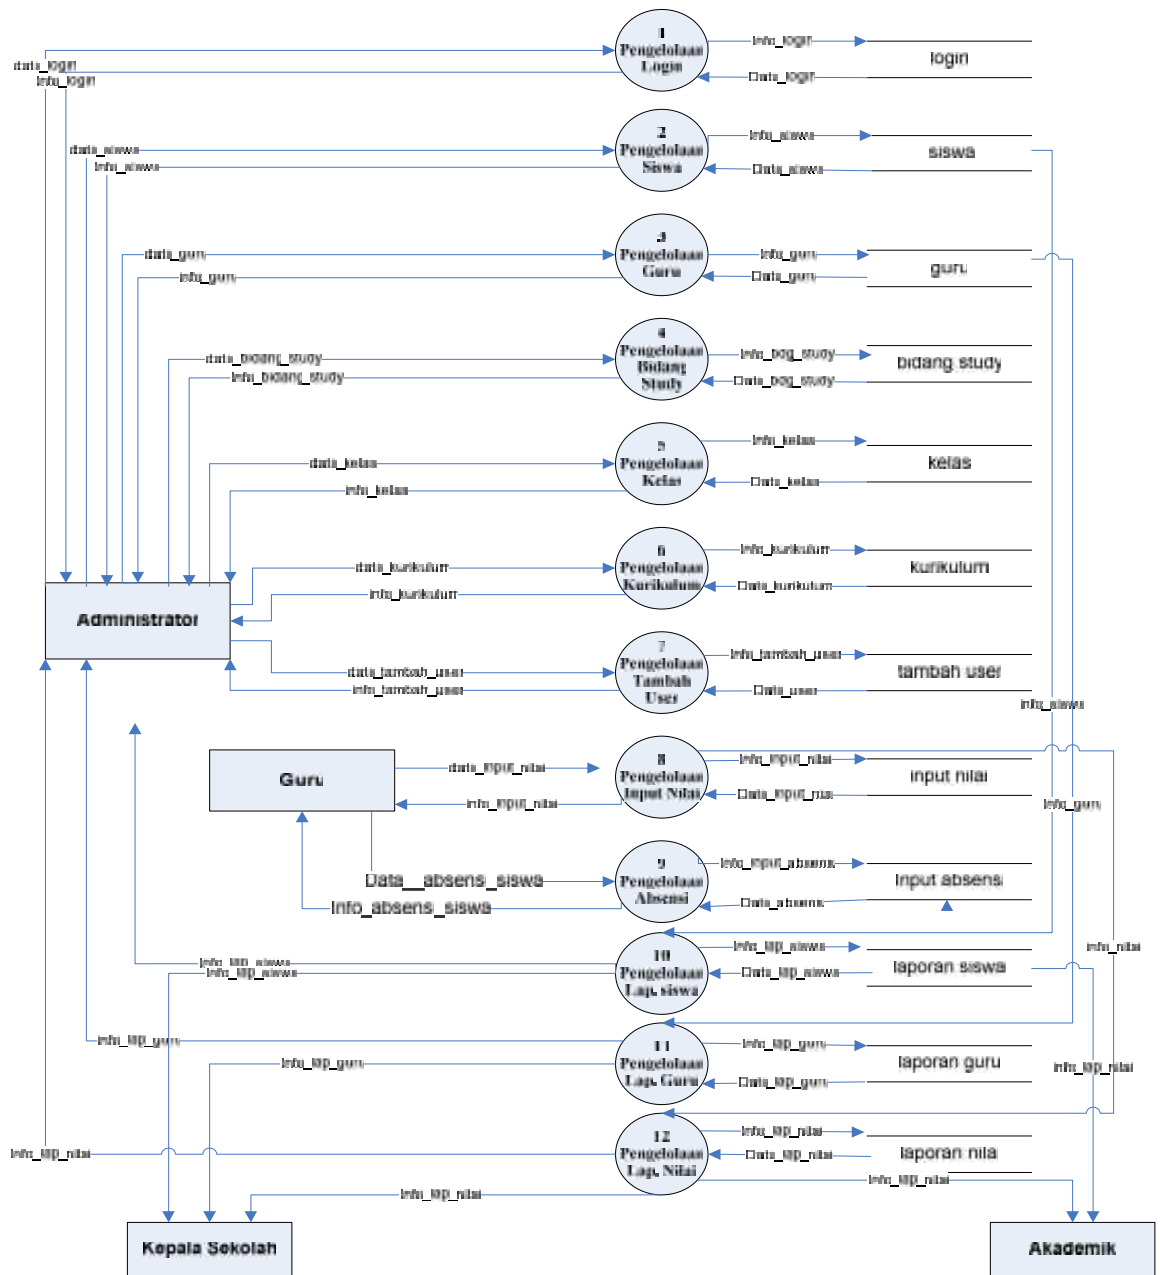 1
Pengelolaan
Login
data_login
Info_login
Info_login
Data_login
login
2
Pengelolaan
Siswa
data_siswa
Info_siswa
Info_siswa
Data_siswa
siswa
3
Pengelolaan
Guru
data_guru
info_guru
Info_guru
Data_guru
guru
4
Pengelolaan
Bidang
Study
data_bidang_study
Info_bidang_study
Info_bdg_study
Data_bdg_study
bidang study
5
Pengelolaan
Kelas
data_kelas
info_kelas
Info_kelas
Data_kelas
kelas
6
Pengelolaan
Kurikulum
data_kurikulum
info_kurikulum
Info_kurikulum
Data_kurikulum
kurikulum
Administrator
7
Pengelolaan
Tambah
User
data_tambah_user
info_tambah_user
Info_tambah_user
Data_user
tambah user
info_siswa
Guru
8
Pengelolaan
Input Nilai
data_input_nilai
info_input_nilai
Info_input_nilai
input nilai
Info_guru
9
Pengelolaan
Absensi
Data__absens_siswa
Info_absens_siswa
Info_input_absens
Data_absens
Input absensi
info_nilai
10
Pengelolaan
Lap. siswa
Info_lap_siswa
Info_lap_siswa
Info_lap_siswa
Data_lap_siswa
laporan siswa
11
Pengelolaan
Lap. Guru
info_lap_guru
Info_lap_guru
Info_lap_guru
Data_lap_guru
laporan guru
info_lap_nilai
12
Pengelolaan
Lap. Nilai
Info_lap_nilai
Info_lap_nilai
Data_lap_nilai
laporan nila
Info_lap_nilai
Info_lap_nilai
Kepala Sekolah
Akademik